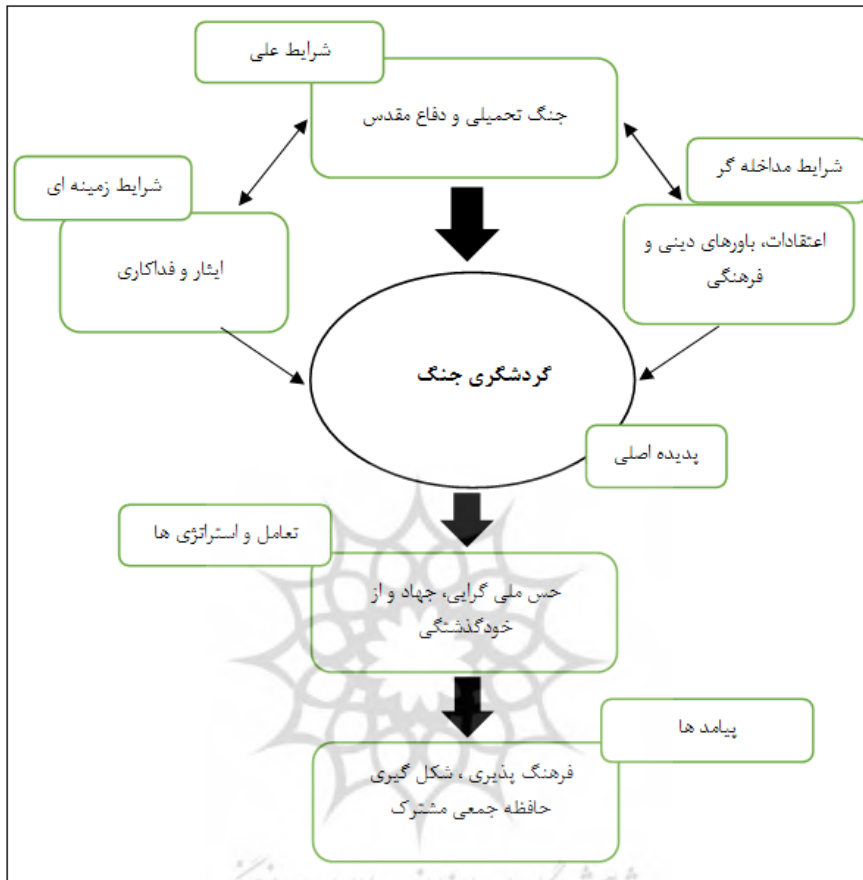 شرایط علی
جنگ تحمیلی و دفاع مقدس
شرایط مداخله گر
اعتقادات، باورهای دینی و
فرهنگی
شرایط زمینه ای
ایثار و فداکاری
گردشگری جنگ
پدیده اصلی
تعامل و استراتژی ها
حس ملی گرایی، جهاد و از
خودگذشتگی
پیامد ها
فرهنگ پذیری ، شکل گیری
حافظه جمعی مشترک